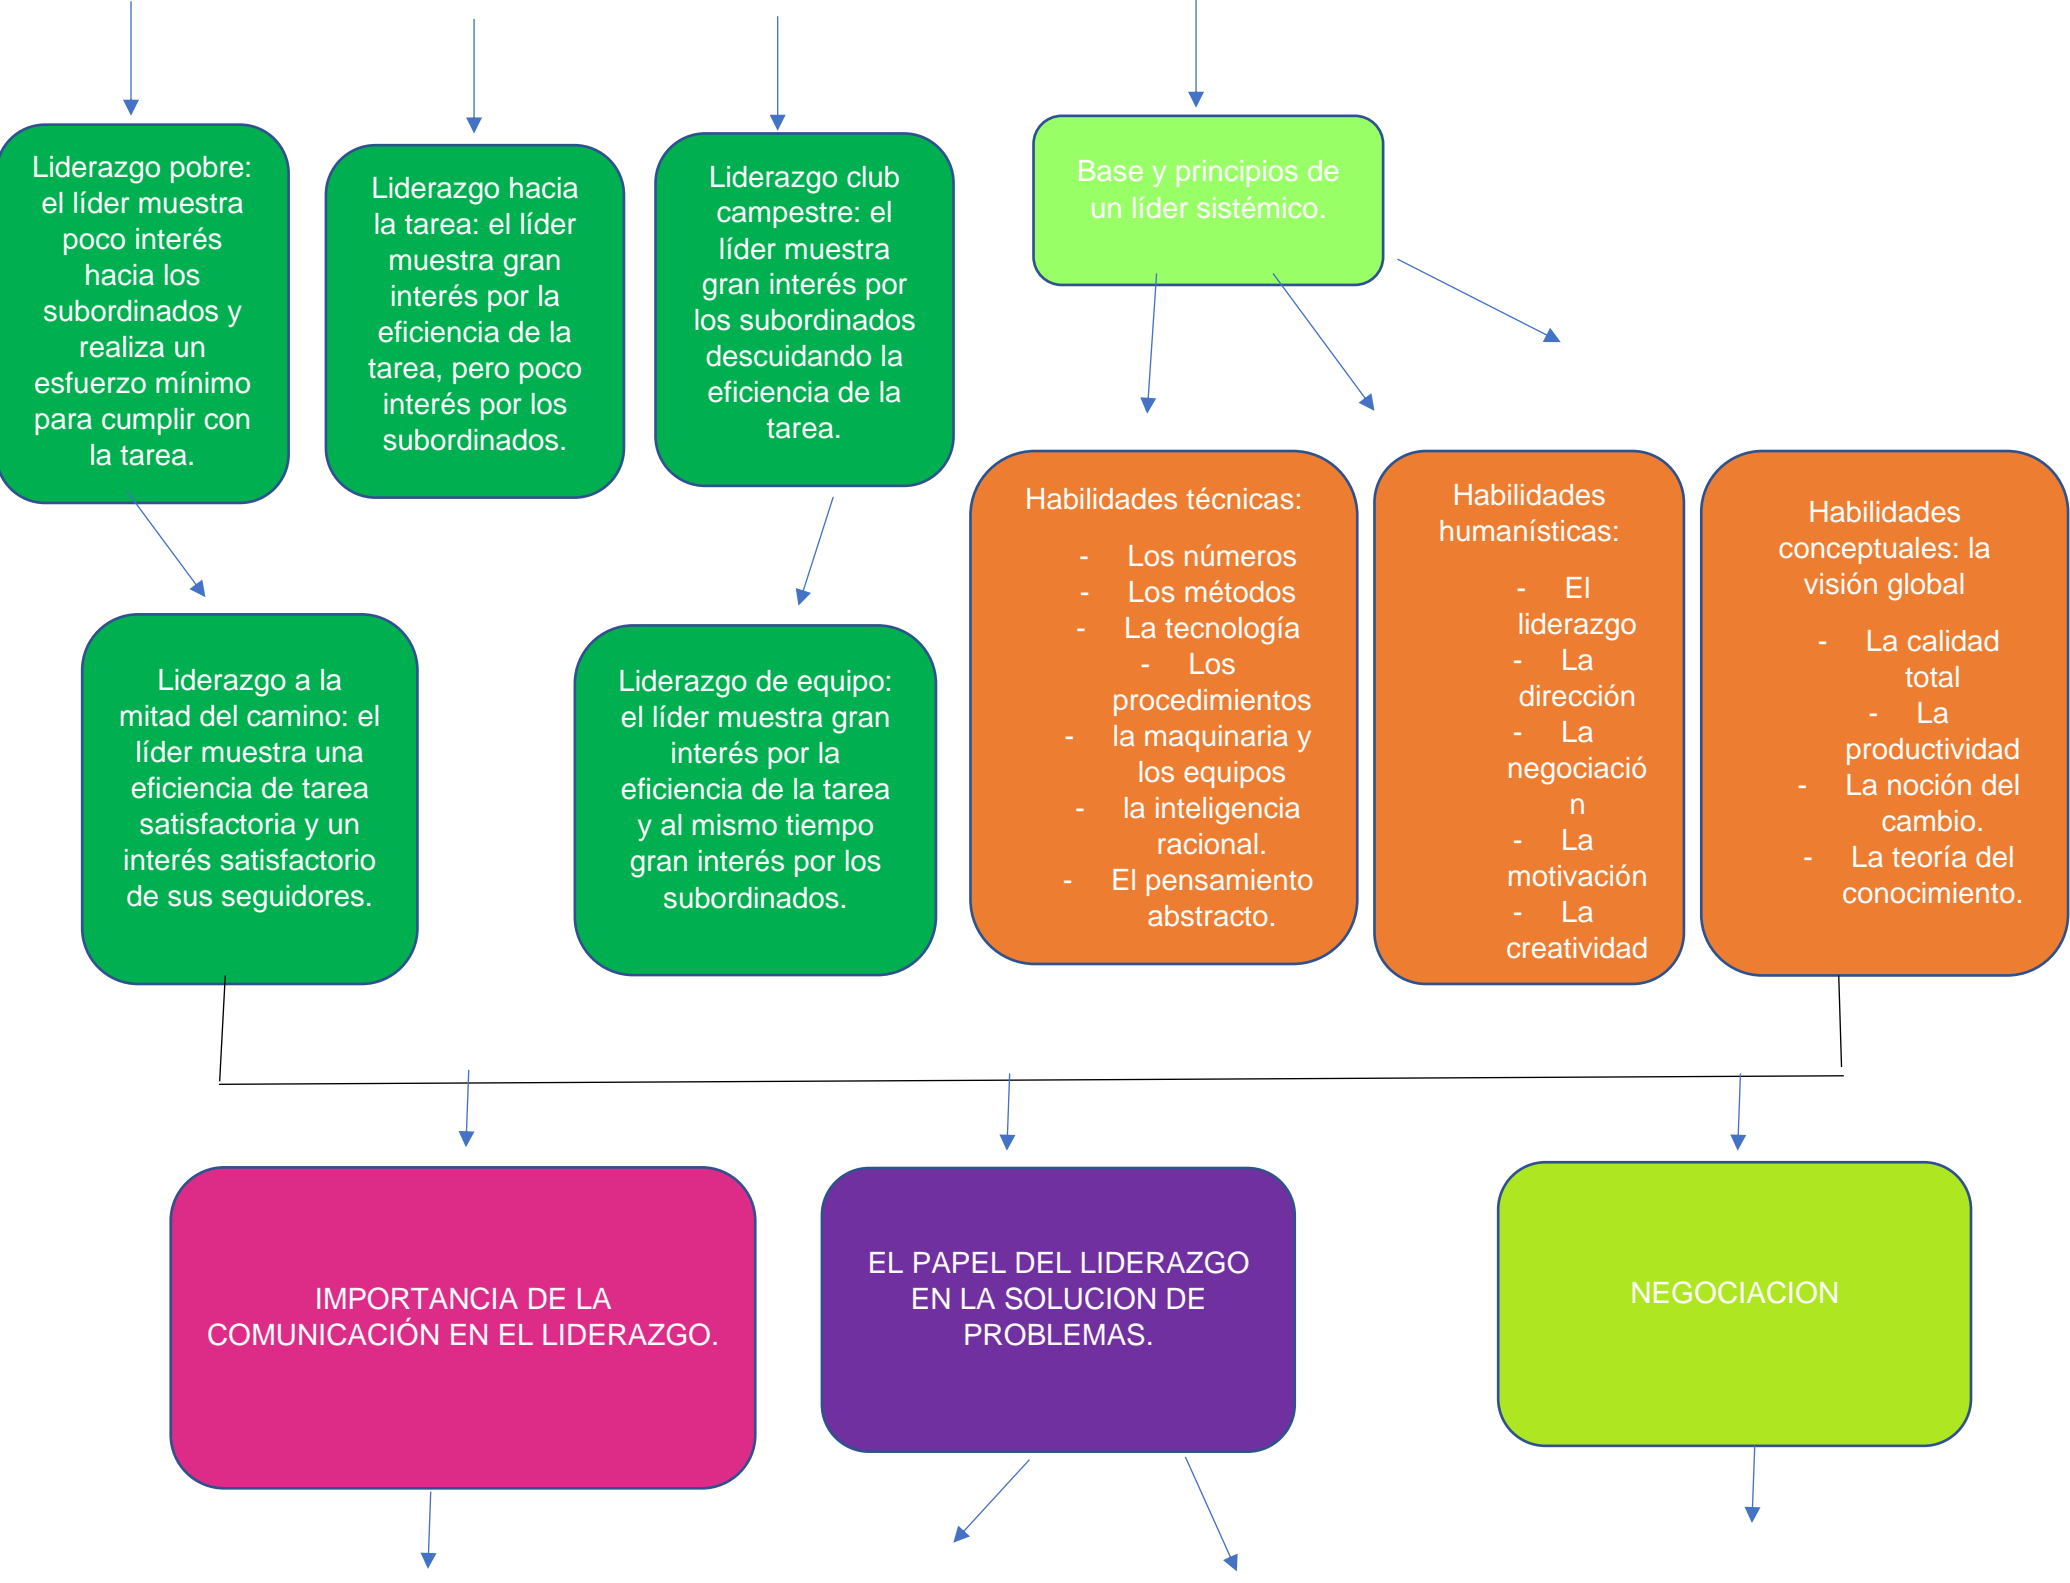 Liderazgo pobre:
el líder muestra
poco interés
hacia los
subordinados y
realiza un
esfuerzo mínimo
para cumplir con
la tarea.
Liderazgo hacia
la tarea: el líder
muestra gran
interés por la
eficiencia de la
tarea, pero poco
interés por los
subordinados.
Liderazgo club
campestre: el
líder muestra
gran interés por
los subordinados
descuidando la
eficiencia de la
tarea.
Base y principios de
un líder sistémico.
Liderazgo a la
mitad del camino: el
líder muestra una
eficiencia de tarea
satisfactoria y un
interés satisfactorio
de sus seguidores.
Liderazgo de equipo:
el líder muestra gran
interés por la
eficiencia de la tarea
y al mismo tiempo
gran interés por los
subordinados.
Habilidades técnicas:
- Los números
- Los métodos
- La tecnología
- Los
procedimientos
- la maquinaria y
los equipos
- la inteligencia
racional.
- El pensamiento
abstracto.
Habilidades
humanísticas:
- El
liderazgo
- La
dirección
- La
negociació
n
- La
motivación
- La
creatividad
Habilidades
conceptuales: la
visión global
- La calidad
total
- La
productividad
- La noción del
cambio.
- La teoría del
conocimiento.
IMPORTANCIA DE LA
COMUNICACIÓN EN EL LIDERAZGO.
EL PAPEL DEL LIDERAZGO
EN LA SOLUCION DE
PROBLEMAS.
NEGOCIACION